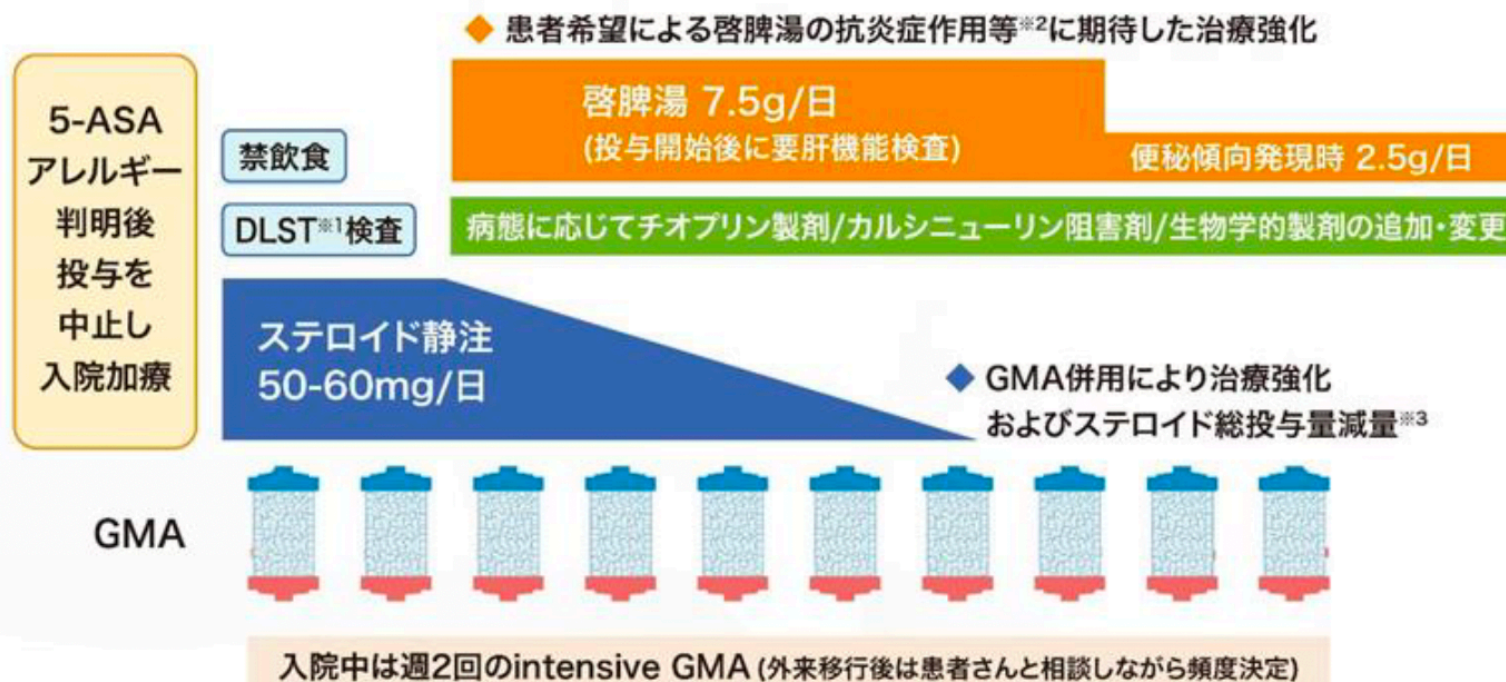 ◆ 患者希望による啓脾湯の抗炎症作用等※2に期待した治療強化
5-ASA
アレルギー
判明後
投与を
中止し
入院加療
禁飲食
DLST※1検査
啓脾湯 7.5g/日
(投与開始後に要肝機能検査)
便秘傾向発現時 2.5g/日
病態に応じてチオプリン製剤/カルシニューリン阻害剤/生物学的製剤の追加・変更
ステロイド静注
50-60mg/日
◆ GMA併用により治療強化
およびステロイド総投与量減量※3
GMA
入院中は週2回のintensive GMA (外来移行後は患者さんと相談しながら頻度決定)